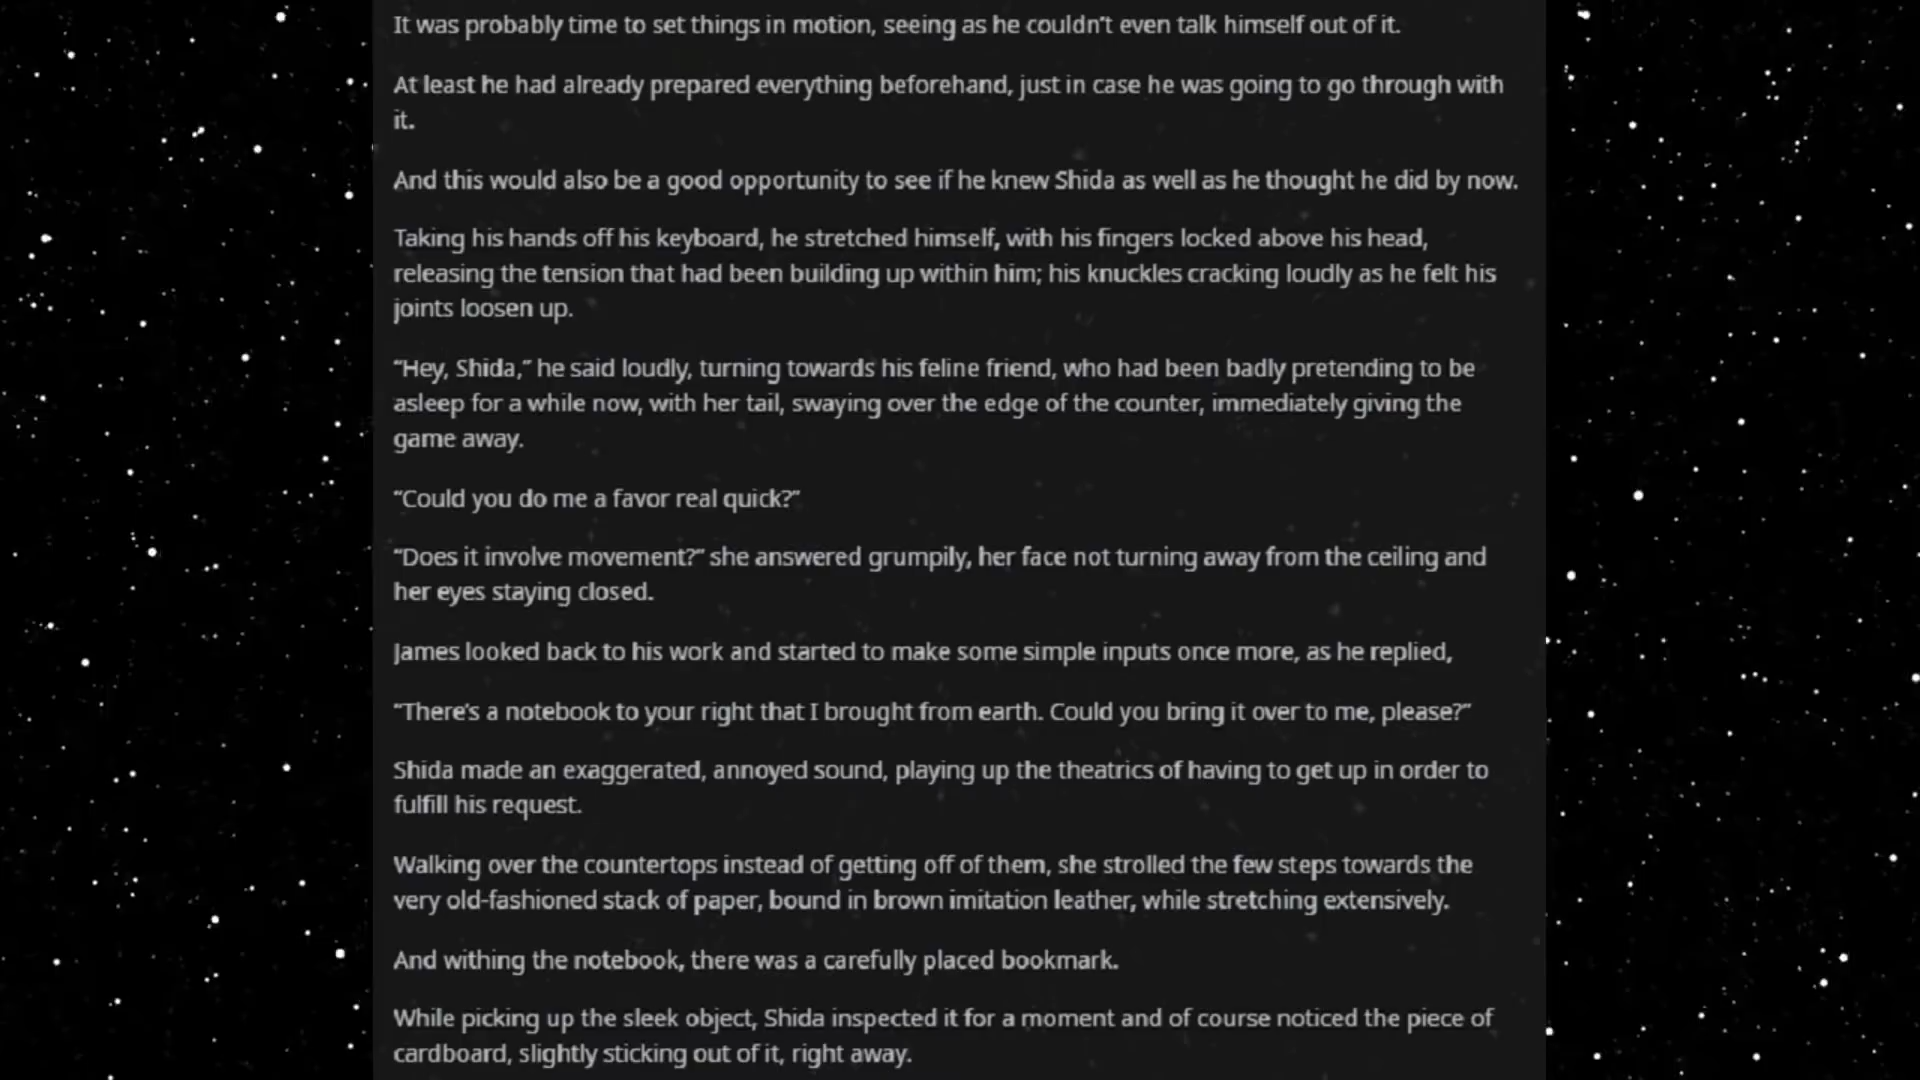 It was probably time to set things in motion, seeing as he couldn’t even talk himself out of it.
At least he had already prepared everything beforehand, just in case he was going to go through with
it.
And this would also be a good opportunity to see if he knew Shida as well as he thought he did by now.
Taking his hands off his keyboard, he stretched himself, with his fingers locked above his head,
releasing the tension that had been building up within him; his knuckles cracking loudly as he felt his
joints loosen up.
“Hey, Shida,” he said loudly, turning towards his feline friend, who had been badly pretending to be
asleep for a while now, with her tail, swaying over the edge of the counter, immediately giving the
game away.
“Could you do me a favor real quick?”
“Does it involve movement?” she answered grumpily, her face not turning away from the ceiling and
her eyes staying closed.
James looked back to his work and started to make some simple inputs once more, as he replied,
“There’s a notebook to your right that I brought from earth. Could you bring it over to me, please?”
Shida made an exaggerated, annoyed sound, playing up the theatrics of having to get up in order to
fulfill his request.
Walking over the countertops instead of getting off of them, she strolled the few steps towards the
very old-fashioned stack of paper, bound in brown imitation leather, while stretching extensively.
And withing the notebook, there was a carefully placed bookmark.
While picking up the sleek object, Shida inspected it for a moment and of course noticed the piece of
cardboard, slightly sticking out of it, right away.